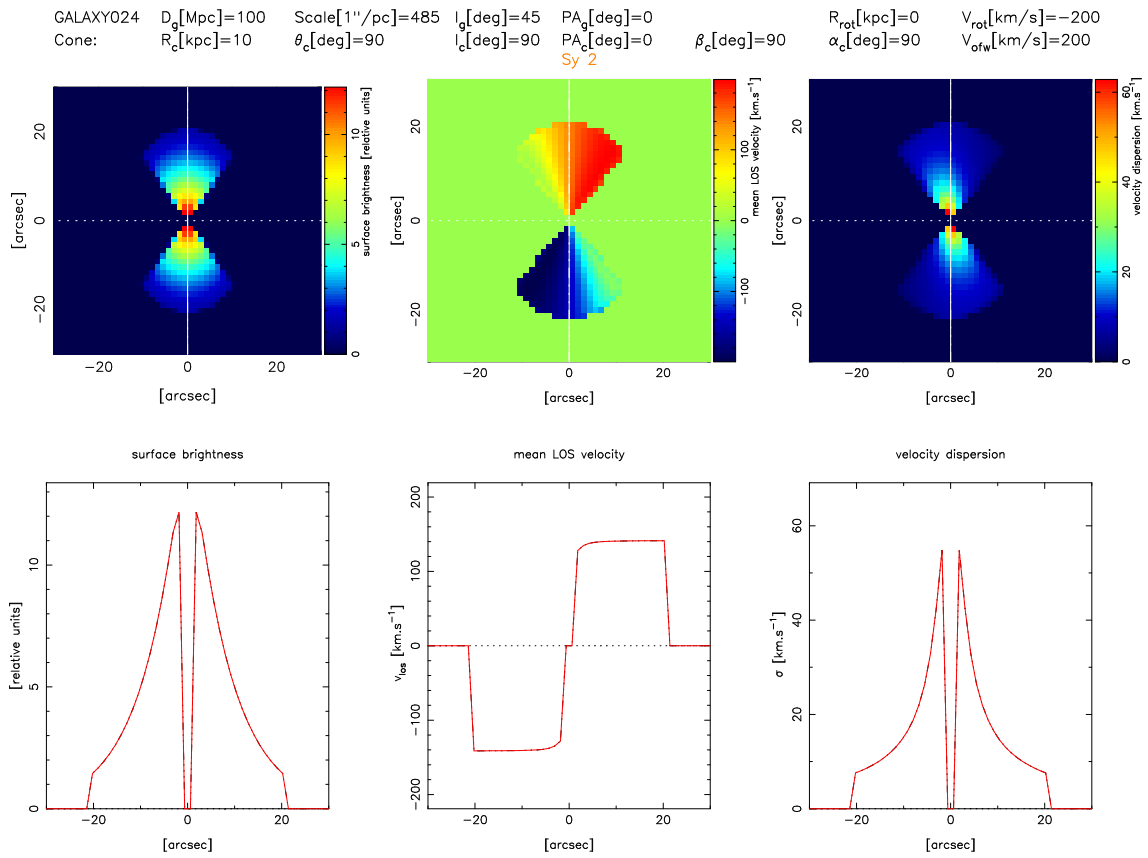 GALAXY024 D_g[Mpc]=100 Scale[1''/pc]=485 I_g[deg]=45 PA_g[deg]=0 R_rot[kpc]=0 V_rot[km/s]=−200
Cone: R_c[kpc]=10 θ_c[deg]=90 I_c[deg]=90 PA_c[deg]=0 β_c[deg]=90 α_c[deg]=90 V_ofw[km/s]=200
Sy 2
20
0
−20
[arcsec]
−20 0 20
[arcsec]
0 5 10
surface brightness [relative units]
20
0
−20
[arcsec]
−20 0 20
[arcsec]
−100 0 100
mean LOS velocity [km.s⁻¹]
20
0
−20
[arcsec]
−20 0 20
[arcsec]
0 20 40 60
velocity dispersion [km.s⁻¹]
surface brightness
10
5
0
[relative units]
−20 0 20
[arcsec]
mean LOS velocity
200
100
0
−100
−200
v_los [km.s⁻¹]
−20 0 20
[arcsec]
velocity dispersion
60
40
20
0
σ [km.s⁻¹]
−20 0 20
[arcsec]